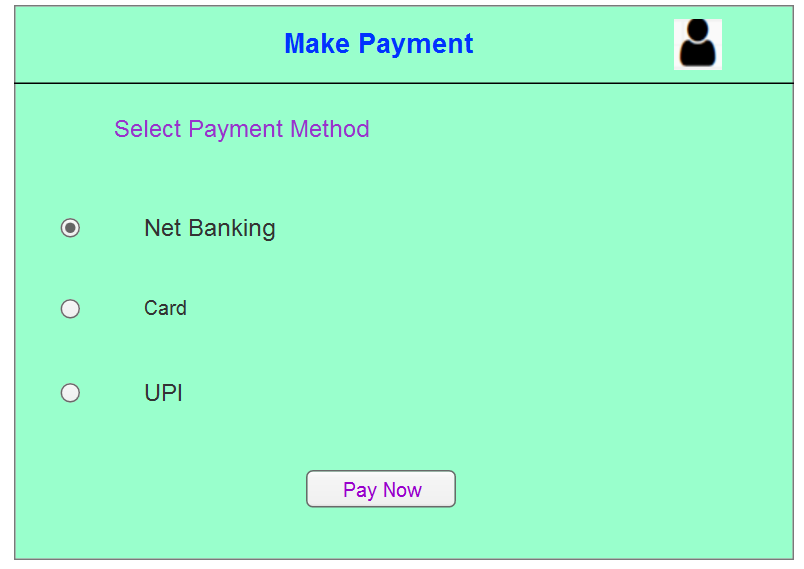 Make Payment
Select Payment Method
Net Banking
Card
UPI
Pay Now